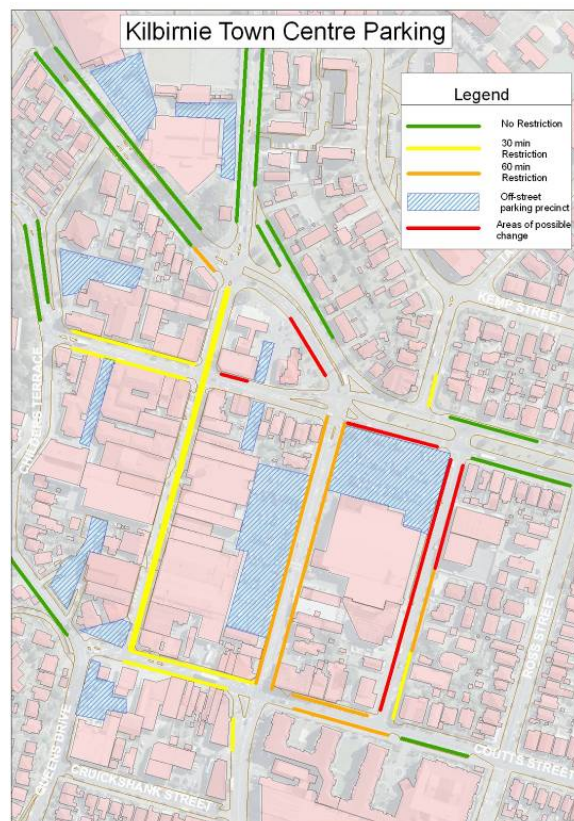 Kilbirnie Town Centre Parking
Legend
No Restriction
30 min
Restriction
60 min
Restriction
Off-street
parking precinct
Areas of possible
change
KEMP STREET
CHILDERS TERRACE
ROSS STREET
QUEENS DRIVE
COUTTS STREET
CRUICKSHANK STREET